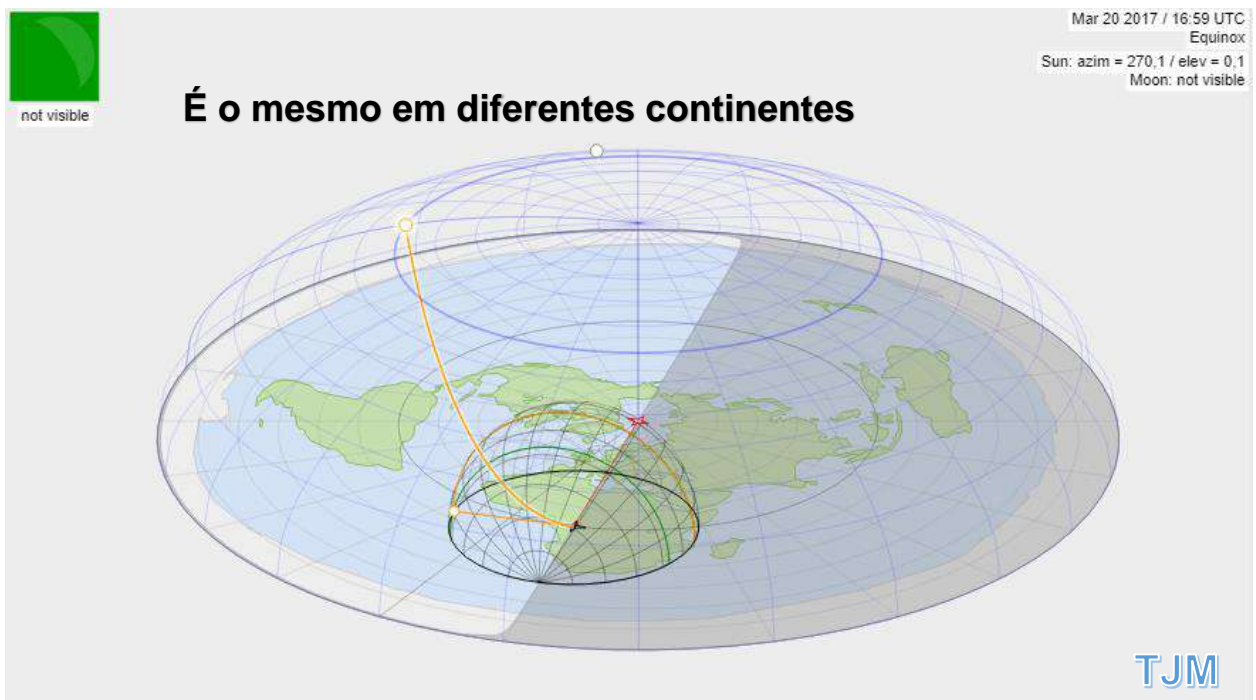 Mar 20 2017 / 16:59 UTC
Equinox
Sun: azim = 270,1 / elev = 0,1
Moon: not visible
not visible
É o mesmo em diferentes continentes
TJM